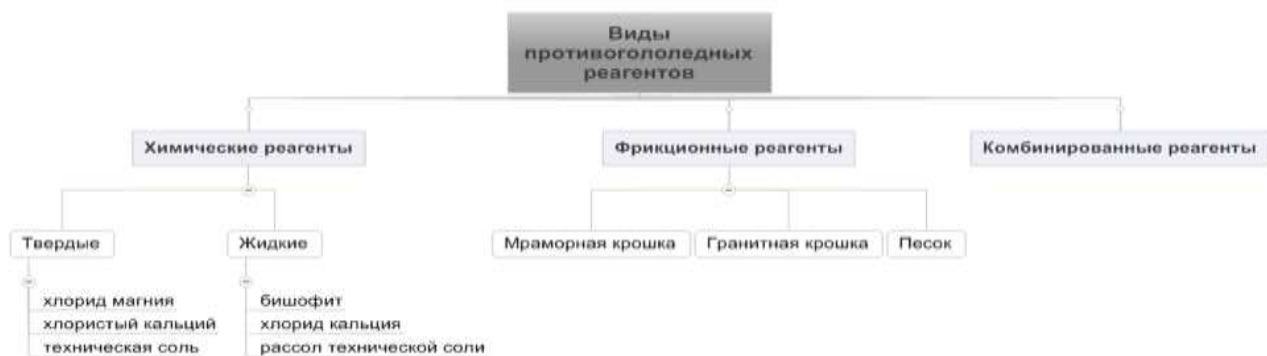 Виды
противогололедных
реагентов
Химические реагенты
Фрикционные реагенты
Комбинированные реагенты
Твердые
Жидкие
Мраморная крошка
Гранитная крошка
Песок
хлорид магния
хлористый кальций
техническая соль
бишофит
хлорид кальция
рассол технической соли